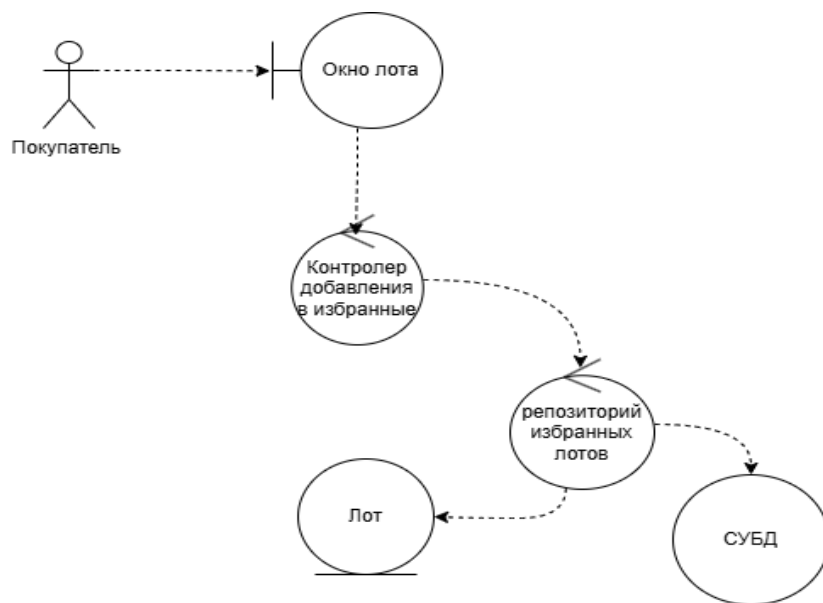 Окно лота
Покупатель
Контролер
добавления
в избранные
репозиторий
избранных
лотов
Лот
СУБД